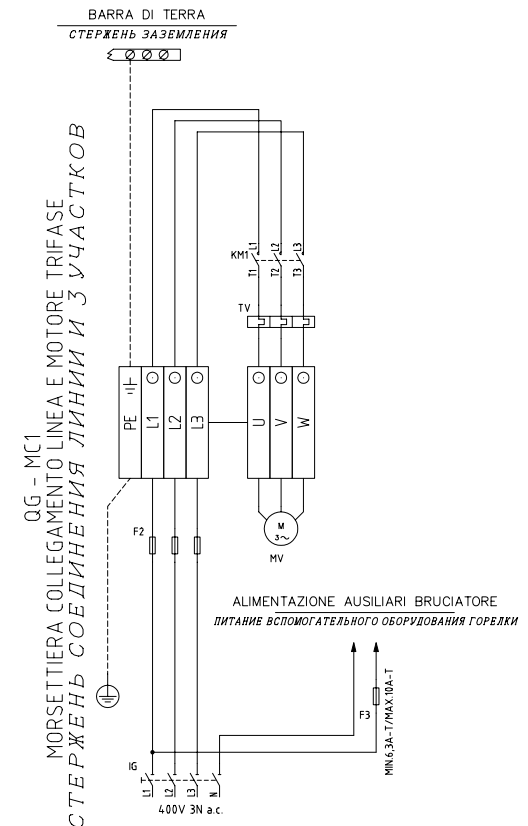 BARRA DI TERRA
СТЕРЖЕНЬ ЗАЗЕМЛЕНИЯ
QG - MC1
MORSETTIERA COLLEGAMENTO LINEA E MOTORE TRIFASE
СТЕРЖЕНЬ СОЕДИНЕНИЯ ЛИНИИ И 3 УЧАСТКОВ
KM1
L1
L2
L3
T1
T2
T3
TV
PE
L1
L2
L3
U
V
W
F2
M
3~
MV
ALIMENTAZIONE AUSILIARI BRUCIATORE
ПИТАНИЕ ВСПОМОГАТЕЛЬНОГО ОБОРУДОВАНИЯ ГОРЕЛКИ
F3
MIN.6,3A-T/MAX.10A-T
IG
L1
L2
L3
N
400V 3N a.c.